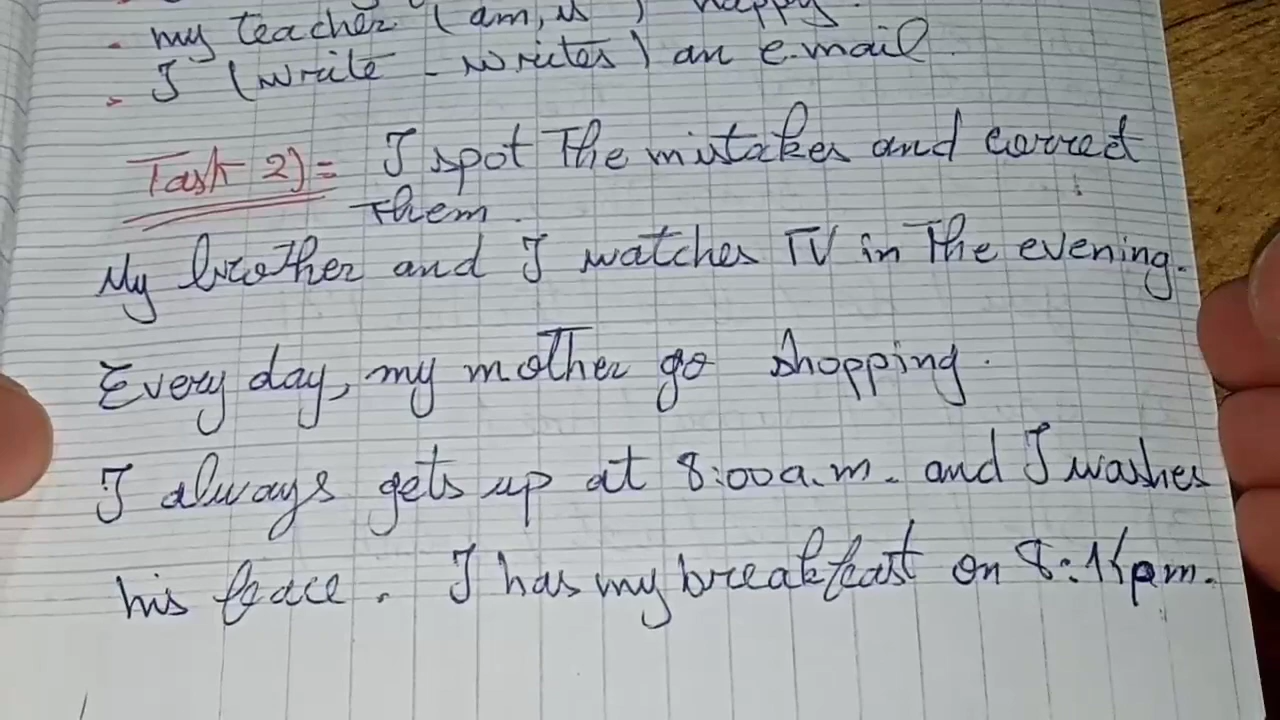 my teacher (am, is ) happy.
I (write - writes) an e.mail.
Task 2)= I spot the mistakes and correct
them.
My brother and I watches TV in the evening.
Every day, my mother go shopping.
I always gets up at 8:00 a.m. and I washes
his face. I has my breakfast on 8:15 pm.